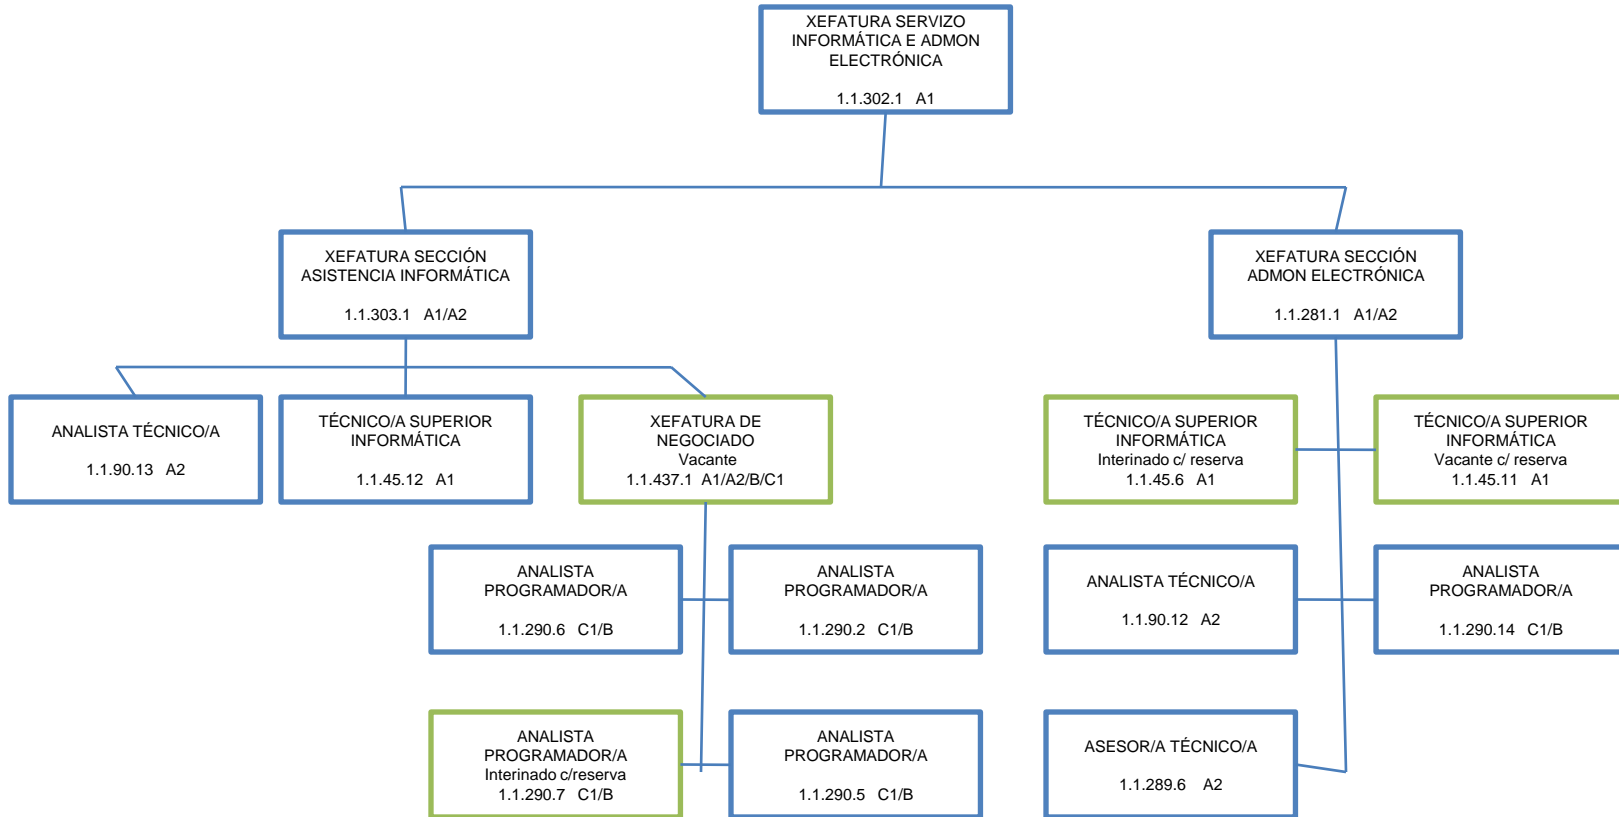 XEFATURA SERVIZO
INFORMÁTICA E ADMON
ELECTRÓNICA
1.1.302.1 A1
XEFATURA SECCIÓN
ASISTENCIA INFORMÁTICA
1.1.303.1 A1/A2
XEFATURA SECCIÓN
ADMON ELECTRÓNICA
1.1.281.1 A1/A2
ANALISTA TÉCNICO/A
1.1.90.13 A2
TÉCNICO/A SUPERIOR
INFORMÁTICA
1.1.45.12 A1
XEFATURA DE
NEGOCIADO
Vacante
1.1.437.1 A1/A2/B/C1
TÉCNICO/A SUPERIOR
INFORMÁTICA
Interinado c/ reserva
1.1.45.6 A1
TÉCNICO/A SUPERIOR
INFORMÁTICA
Vacante c/ reserva
1.1.45.11 A1
ANALISTA
PROGRAMADOR/A
1.1.290.6 C1/B
ANALISTA
PROGRAMADOR/A
1.1.290.2 C1/B
ANALISTA TÉCNICO/A
1.1.90.12 A2
ANALISTA
PROGRAMADOR/A
1.1.290.14 C1/B
ANALISTA
PROGRAMADOR/A
Interinado c/reserva
1.1.290.7 C1/B
ANALISTA
PROGRAMADOR/A
1.1.290.5 C1/B
ASESOR/A TÉCNICO/A
1.1.289.6 A2